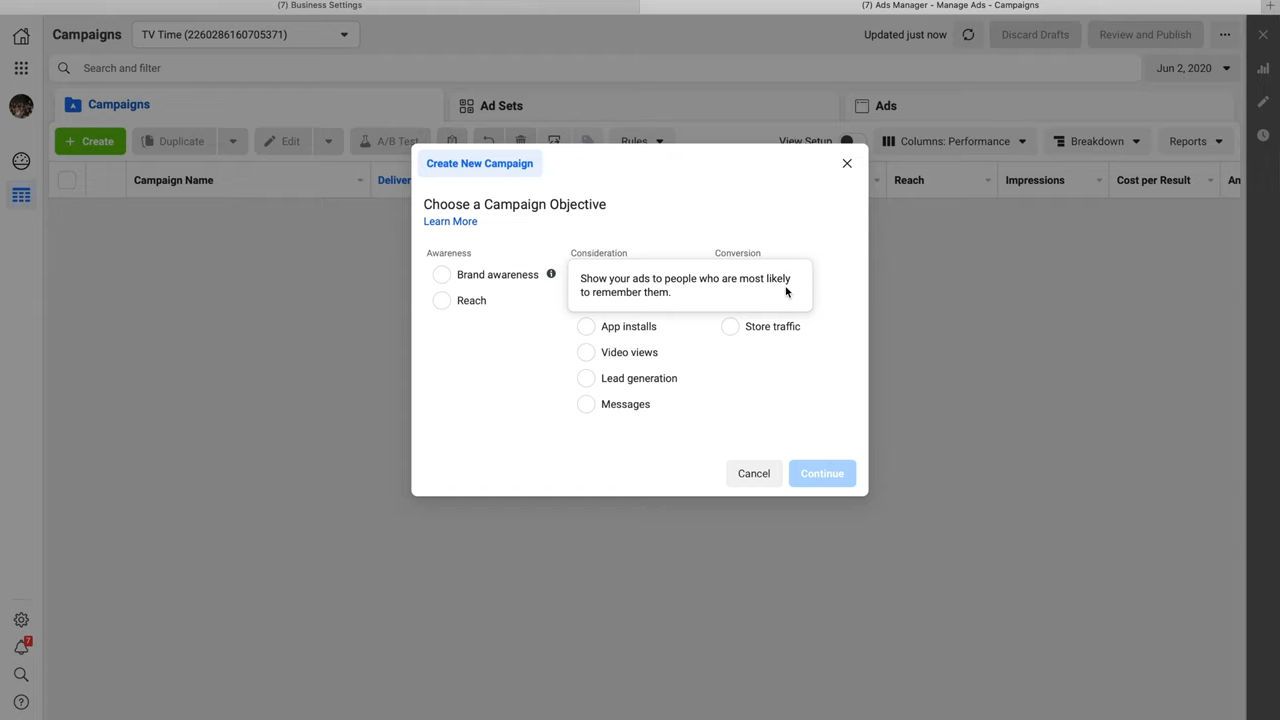 (7) Business Settings
(7) Ads Manager - Manage Ads - Campaigns
Campaigns
TV Time (2260286160705371)
Updated just now
Discard Drafts
Review and Publish
Search and filter
Jun 2, 2020
Campaigns
Ad Sets
Ads
+ Create
Duplicate
Edit
A/B Test
Rules
View Setup
Columns: Performance
Breakdown
Reports
Campaign Name
Deliver
Reach
Impressions
Cost per Result
Am
Create New Campaign
Choose a Campaign Objective
Learn More
Awareness
Consideration
Conversion
Brand awareness
Show your ads to people who are most likely
to remember them.
Reach
App installs
Store traffic
Video views
Lead generation
Messages
Cancel
Continue
7